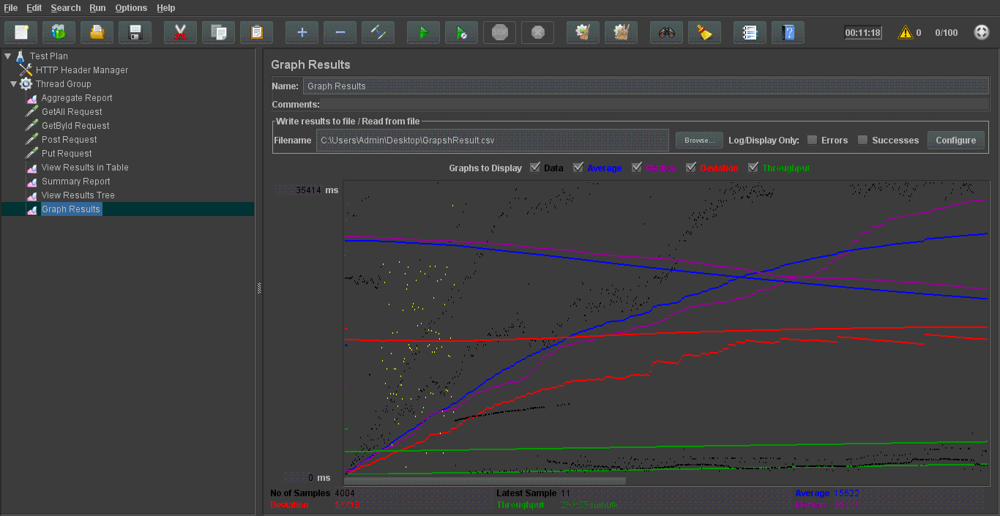 File Edit Search Run Options Help
STOP
00:11:18 0 0/100
Test Plan
HTTP Header Manager
Thread Group
Aggregate Report
GetAll Request
GetById Request
Post Request
Put Request
View Results in Table
Summary Report
View Results Tree
Graph Results
Graph Results
Name: Graph Results
Comments:
Write results to file / Read from file
Filename C:\Users\Admin\Desktop\GrapshResult.csv Browse... Log/Display Only: Errors Successes Configure
Graphs to Display Data Average Median Deviation Throughput
35414 ms
0 ms
No of Samples 4004 Latest Sample 11 Average 15623
Deviation Throughput Median